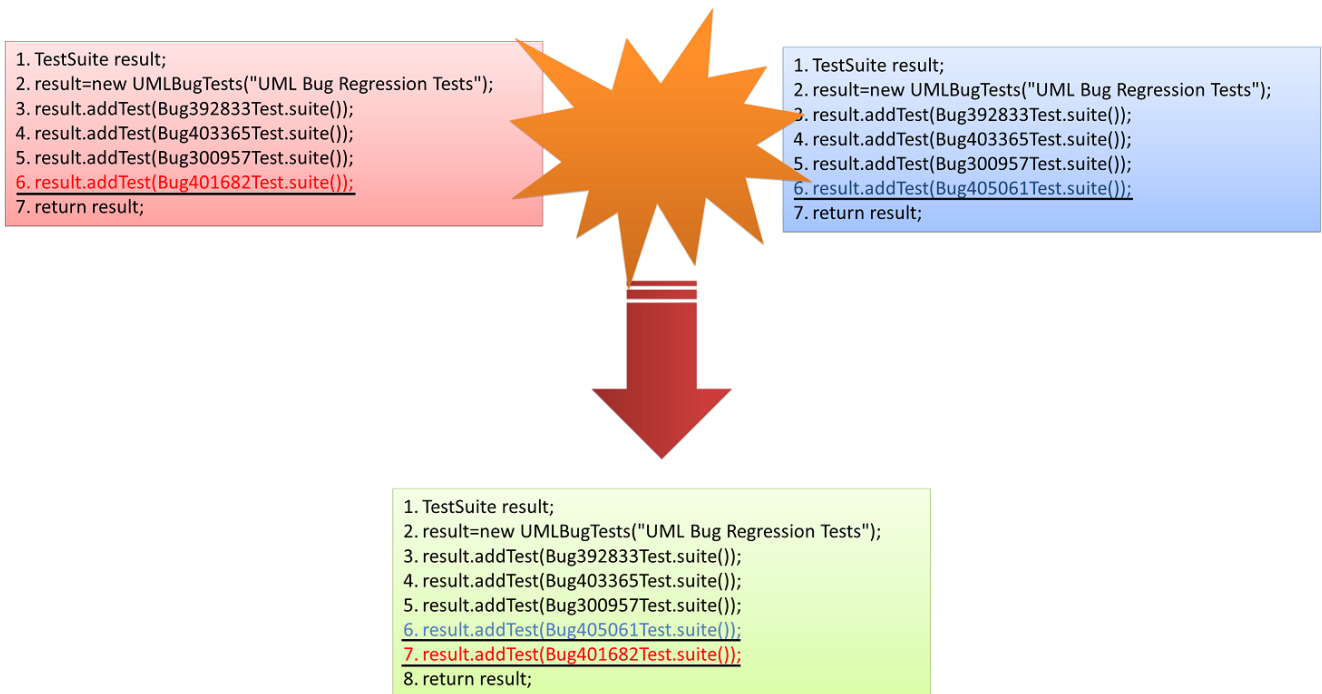 1. TestSuite result;
2. result=new UMLBugTests("UML Bug Regression Tests");
3. result.addTest(Bug392833Test.suite());
4. result.addTest(Bug403365Test.suite());
5. result.addTest(Bug300957Test.suite());
6. result.addTest(Bug401682Test.suite());
7. return result;
1. TestSuite result;
2. result=new UMLBugTests("UML Bug Regression Tests");
3. result.addTest(Bug392833Test.suite());
4. result.addTest(Bug403365Test.suite());
5. result.addTest(Bug300957Test.suite());
6. result.addTest(Bug405061Test.suite());
7. return result;
1. TestSuite result;
2. result=new UMLBugTests("UML Bug Regression Tests");
3. result.addTest(Bug392833Test.suite());
4. result.addTest(Bug403365Test.suite());
5. result.addTest(Bug300957Test.suite());
6. result.addTest(Bug405061Test.suite());
7. result.addTest(Bug401682Test.suite());
8. return result;